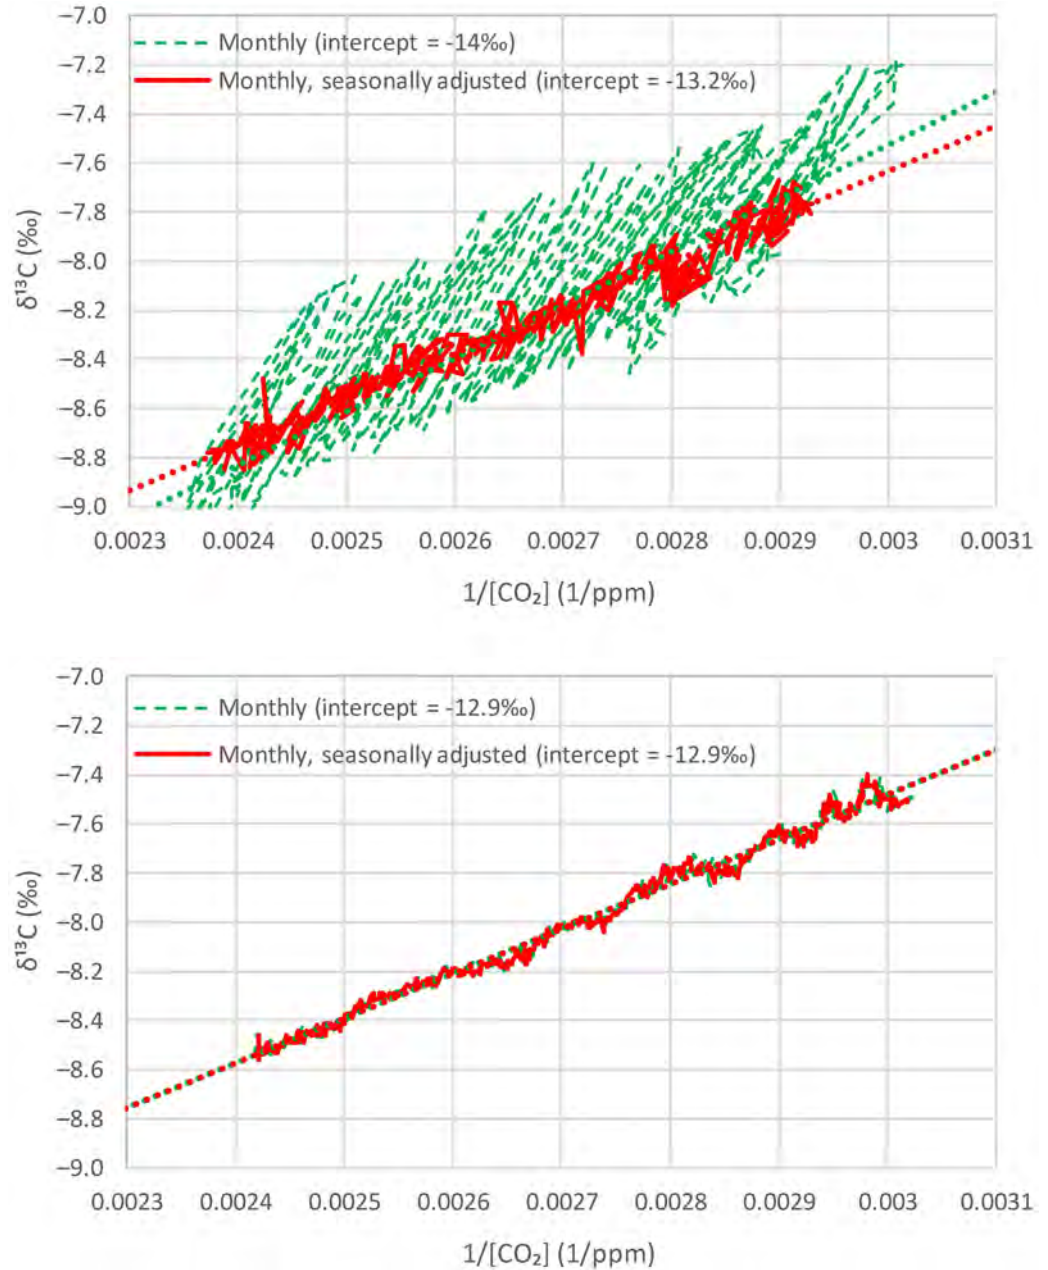 −7.0
Monthly (intercept = -14‰)
−7.2
Monthly, seasonally adjusted (intercept = -13.2‰)
−7.4
−7.6
−7.8
−8.0
−8.2
−8.4
−8.6
−8.8
−9.0
δ¹³C (‰)
0.0023 0.0024 0.0025 0.0026 0.0027 0.0028 0.0029 0.003 0.0031
1/[CO₂] (1/ppm)
−7.0
Monthly (intercept = -12.9‰)
−7.2
Monthly, seasonally adjusted (intercept = -12.9‰)
−7.4
−7.6
−7.8
−8.0
−8.2
−8.4
−8.6
−8.8
−9.0
δ¹³C (‰)
0.0023 0.0024 0.0025 0.0026 0.0027 0.0028 0.0029 0.003 0.0031
1/[CO₂] (1/ppm)